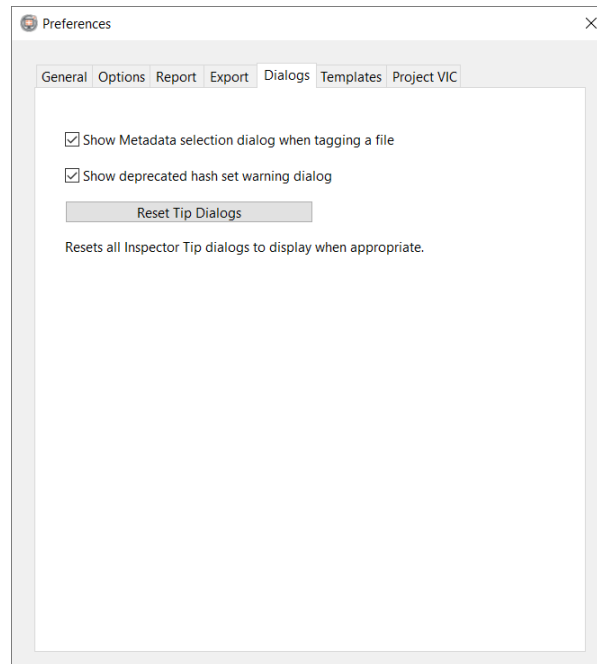 Preferences
General Options Report Export Dialogs Templates Project VIC
Show Metadata selection dialog when tagging a file
Show deprecated hash set warning dialog
Reset Tip Dialogs
Resets all Inspector Tip dialogs to display when appropriate.